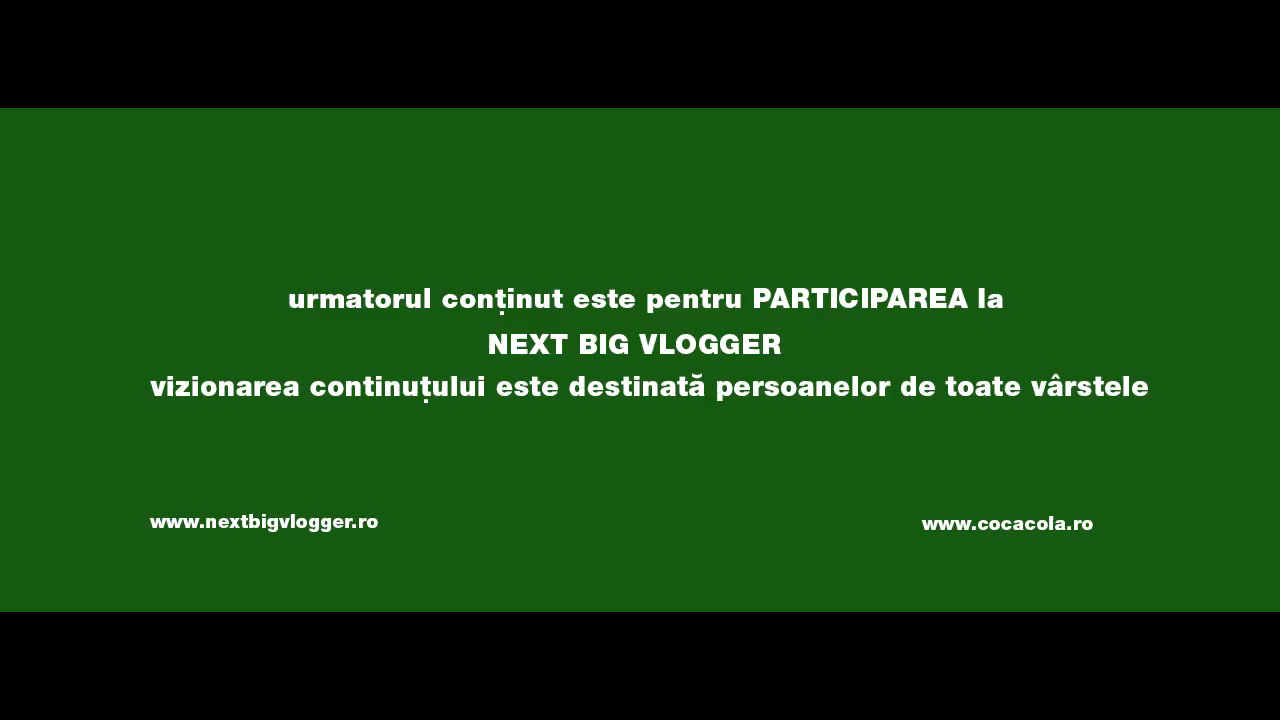 urmatorul conținut este pentru PARTICIPAREA la
NEXT BIG VLOGGER
vizionarea continuțului este destinată persoanelor de toate vârstele
www.nextbigvlogger.ro
www.cocacola.ro